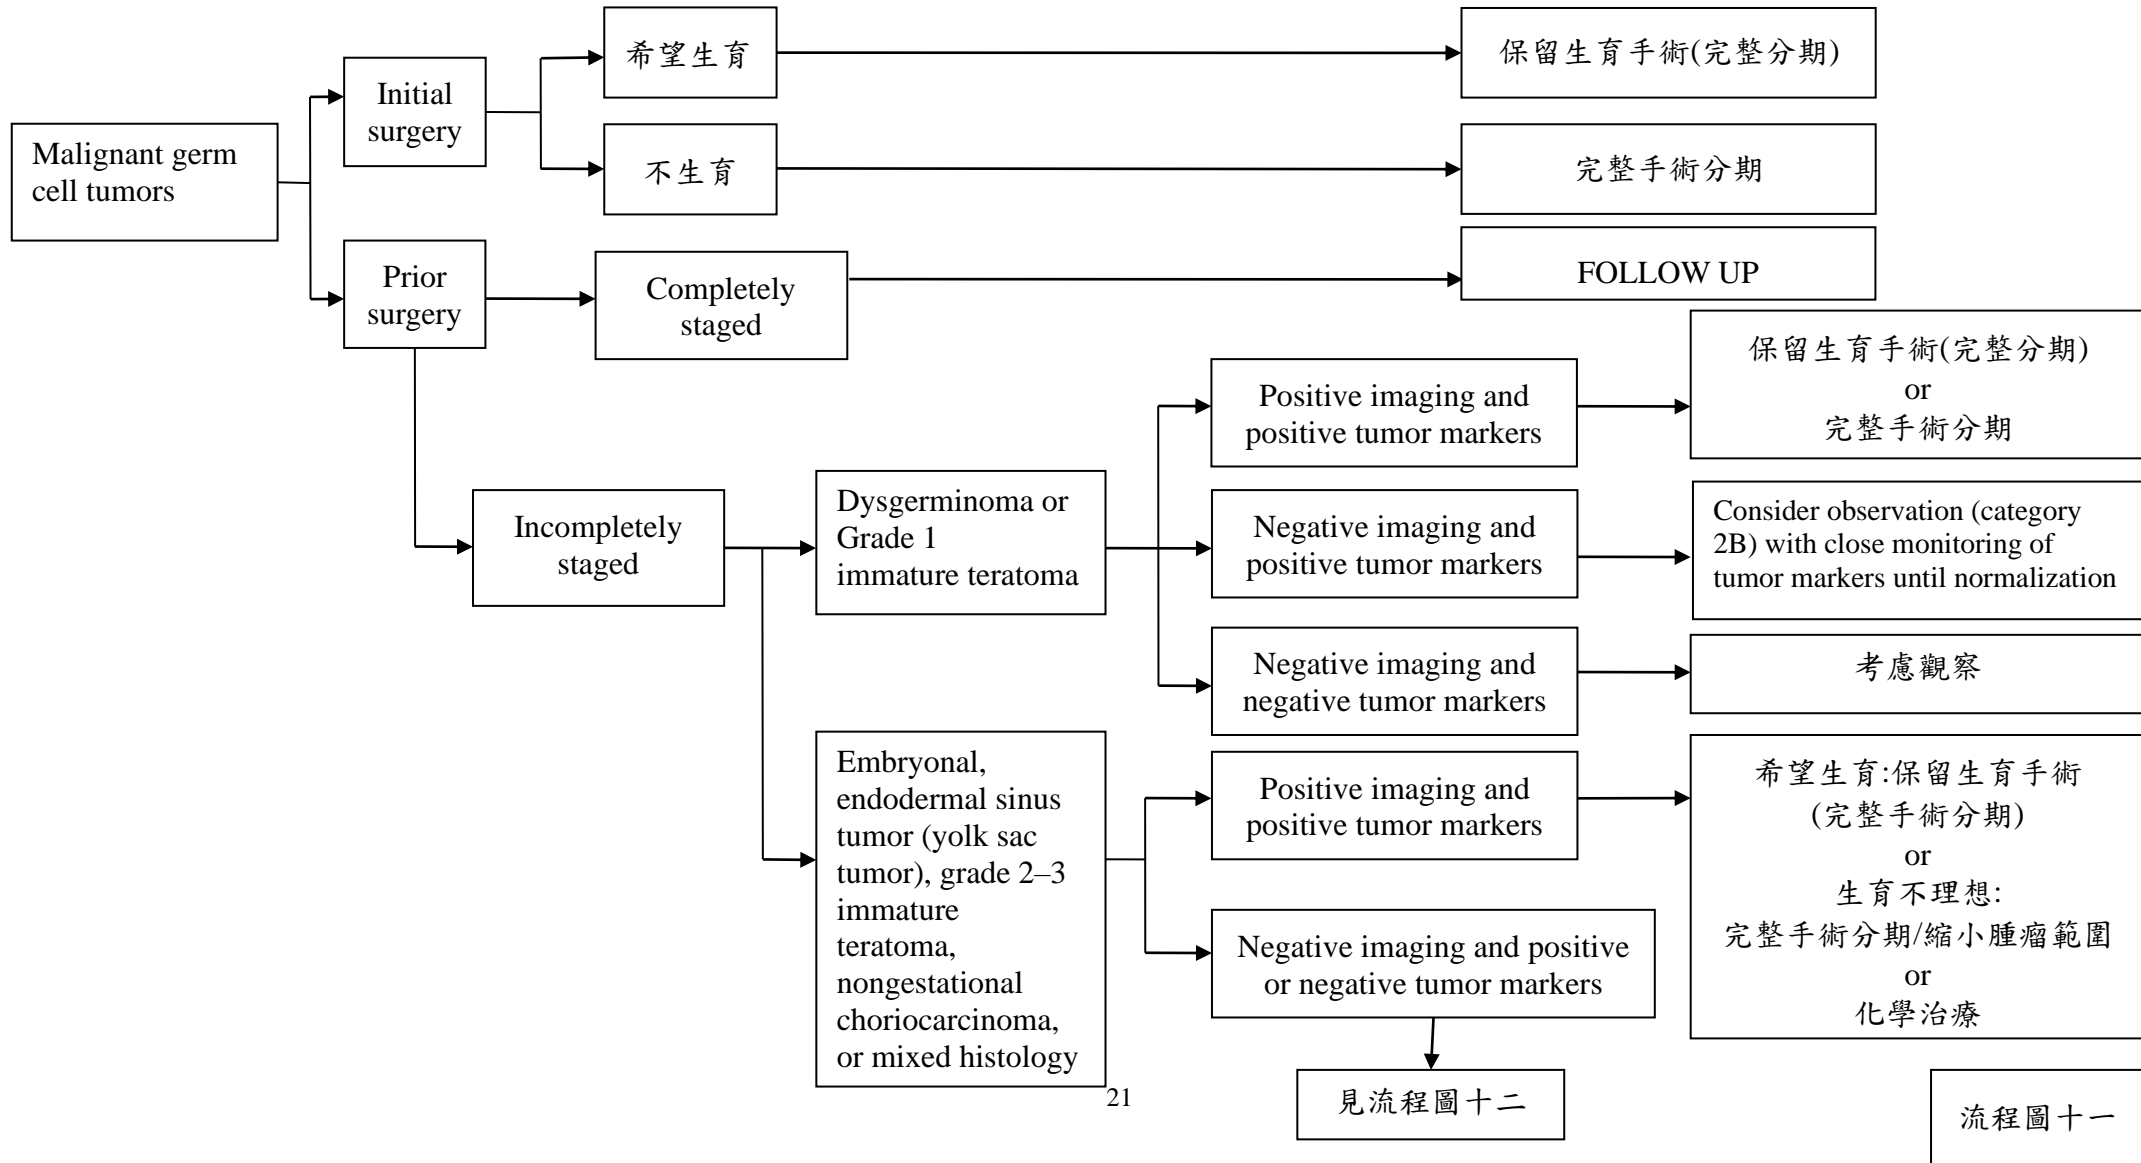 Malignant germ
cell tumors
Initial
surgery
希望生育
保留生育手術(完整分期)
不生育
完整手術分期
Prior
surgery
Completely
staged
FOLLOW UP
Incompletely
staged
Dysgerminoma or
Grade 1
immature teratoma
Positive imaging and
positive tumor markers
保留生育手術(完整分期)
or
完整手術分期
Negative imaging and
positive tumor markers
Consider observation (category
2B) with close monitoring of
tumor markers until normalization
Negative imaging and
negative tumor markers
考慮觀察
Embryonal,
endodermal sinus
tumor (yolk sac
tumor), grade 2–3
immature
teratoma,
nongestational
choriocarcinoma,
or mixed histology
Positive imaging and
positive tumor markers
希望生育:保留生育手術
(完整手術分期)
or
生育不理想:
完整手術分期/縮小腫瘤範圍
or
化學治療
Negative imaging and positive
or negative tumor markers
見流程圖十二
21
流程圖十一